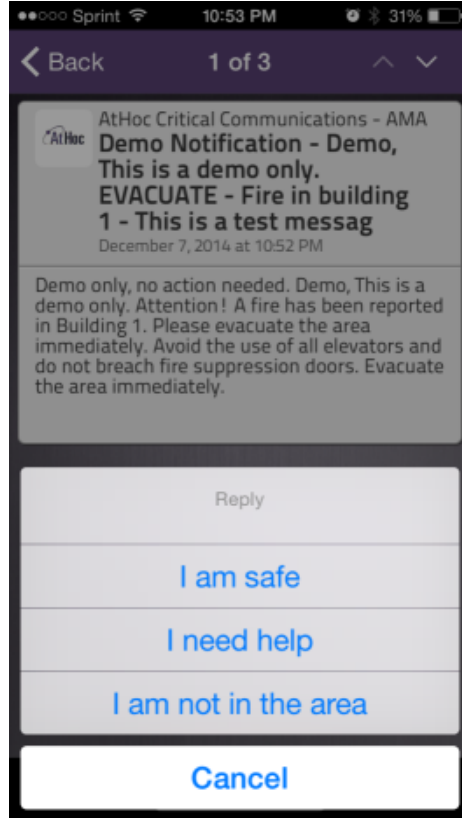 Sprint 10:53 PM 31%
Back 1 of 3
AtHoc
AtHoc Critical Communications - AMA
Demo Notification - Demo,
This is a demo only.
EVACUATE - Fire in building
1 - This is a test messag
December 7, 2014 at 10:52 PM
Demo only, no action needed. Demo, This is a
demo only. Attention! A fire has been reported
in Building 1. Please evacuate the area
immediately. Avoid the use of all elevators and
do not breach fire suppression doors. Evacuate
the area immediately.
Reply
I am safe
I need help
I am not in the area
Cancel